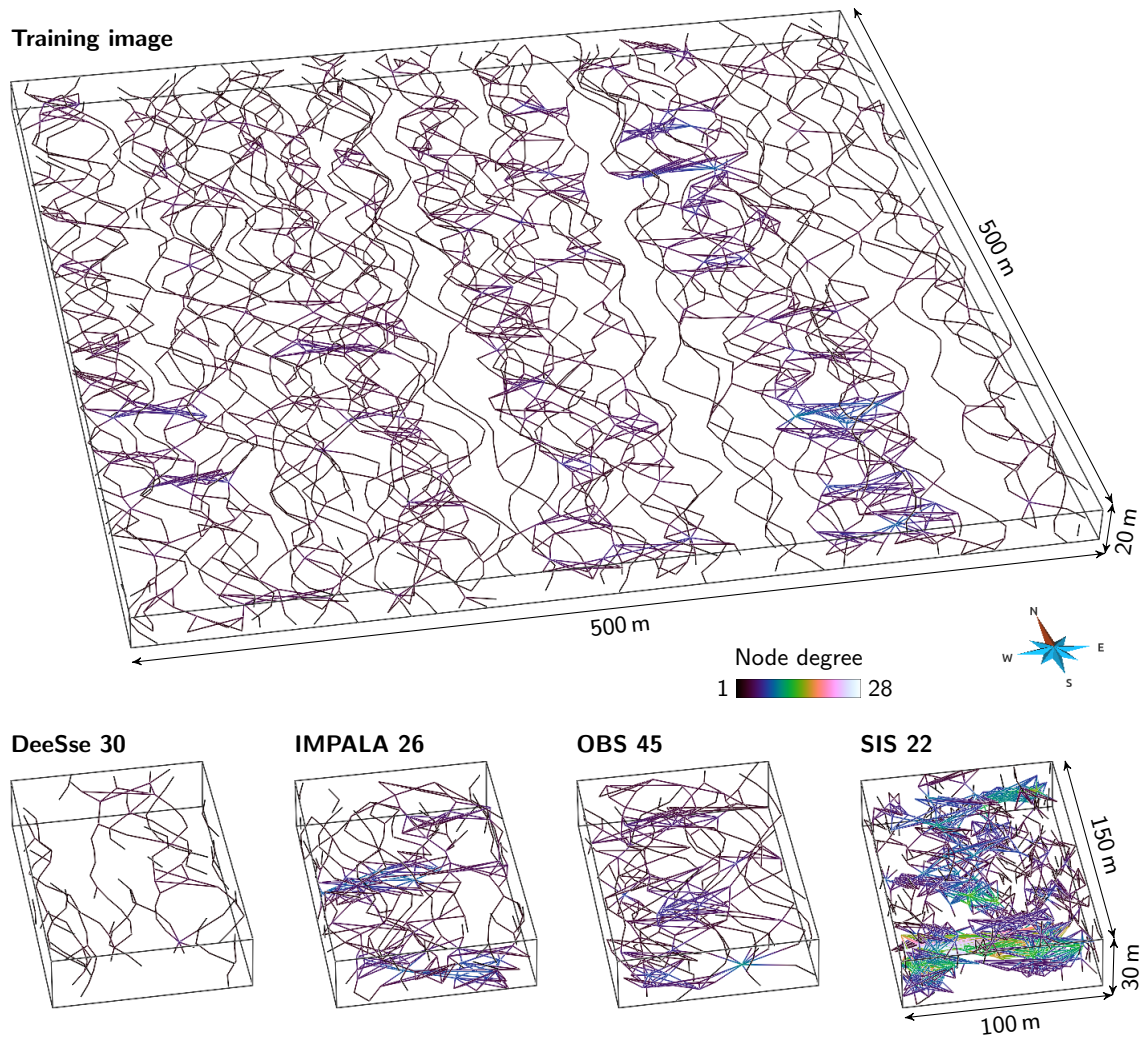 Training image
500 m
20 m
500 m
N
W
E
S
Node degree
1
28
DeeSse 30
IMPALA 26
OBS 45
SIS 22
150 m
30 m
100 m